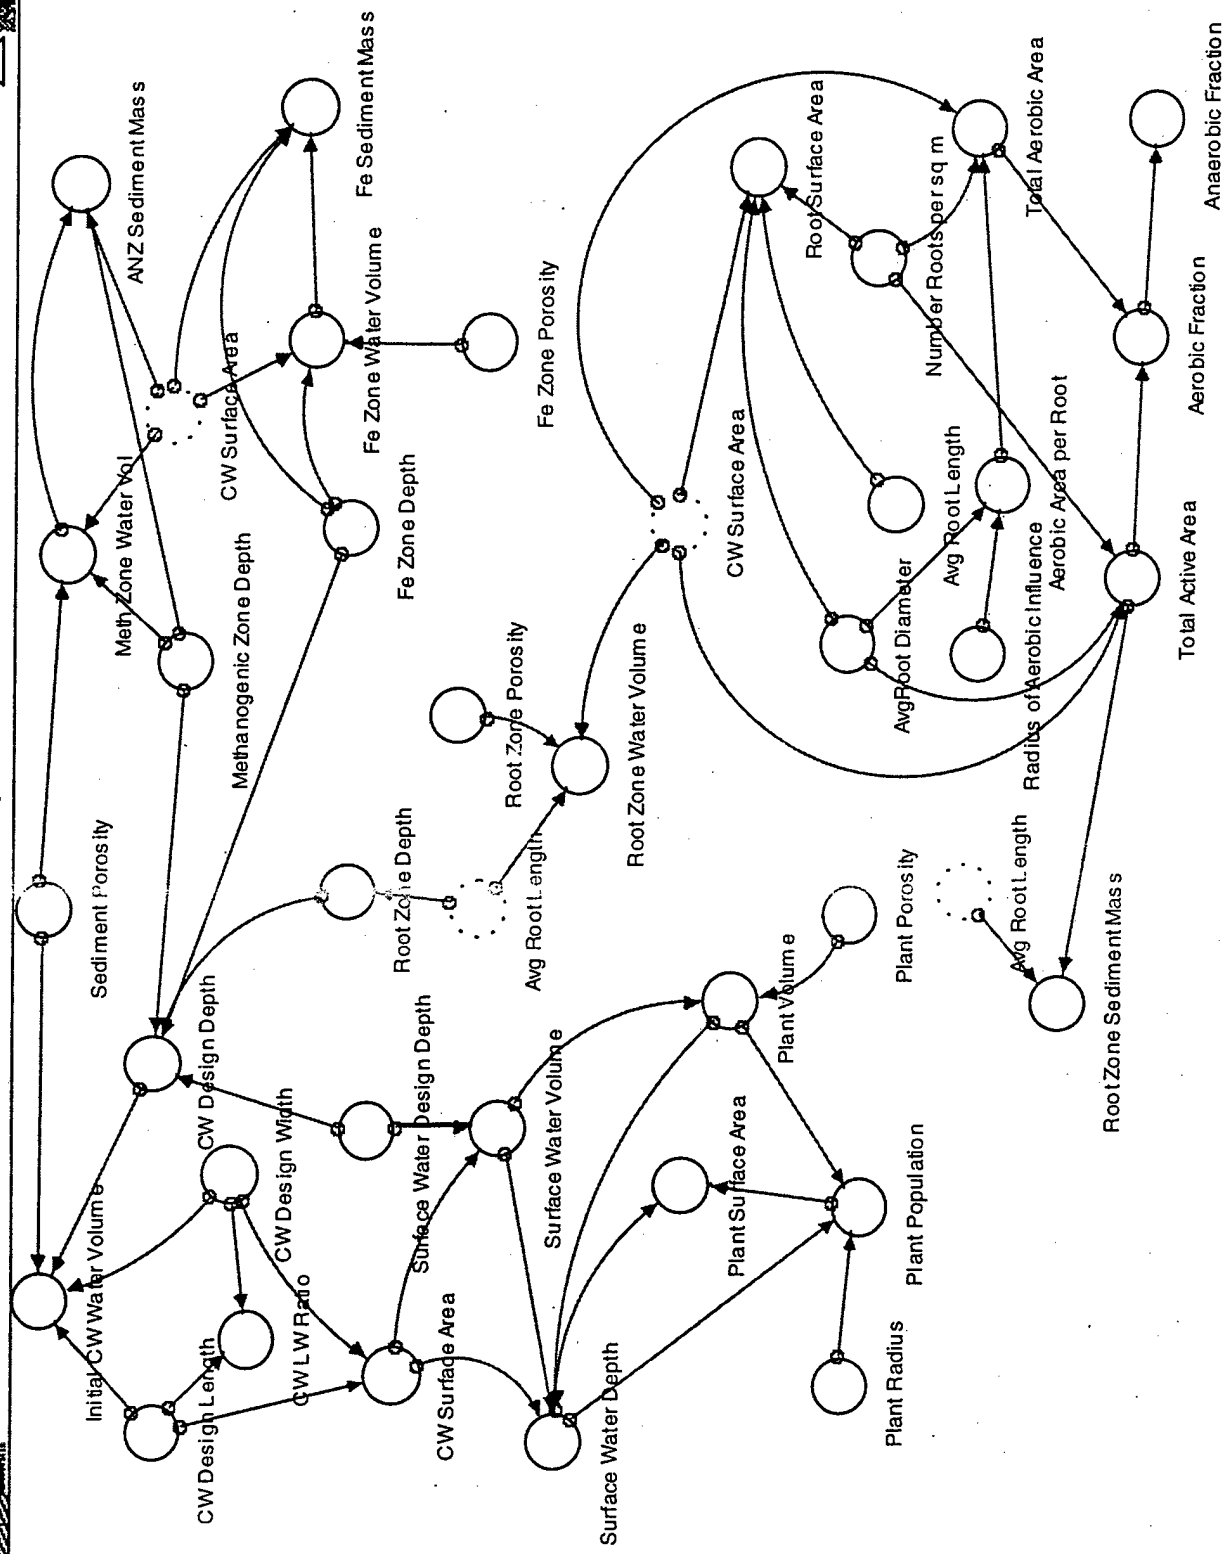 Initial CW Water Volume
Sediment Porosity
Meth Zone Water Vol
ANZ Sediment Mass
CW Design Length
CW LW Ratio
CW Design Width
CW Design Depth
Methanogenic Zone Depth
CW Surface Area
Fe Sediment Mass
CW Surface Area
Surface Water Design Depth
Root Zone Depth
Fe Zone Depth
Fe Zone Water Volume
Surface Water Depth
Surface Water Volume
Avg Root Length
Root Zone Porosity
Fe Zone Porosity
Root Zone Water Volume
Plant Surface Area
Plant Volume
CW Surface Area
Root Surface Area
Plant Radius
Plant Population
Plant Porosity
Avg Root Diameter
Avg Root Length
Number Roots per sq m
Avg Root Length
Radius of Aerobic Influence
Aerobic Area per Root
Total Aerobic Area
Root Zone Sediment Mass
Total Active Area
Aerobic Fraction
Anaerobic Fraction